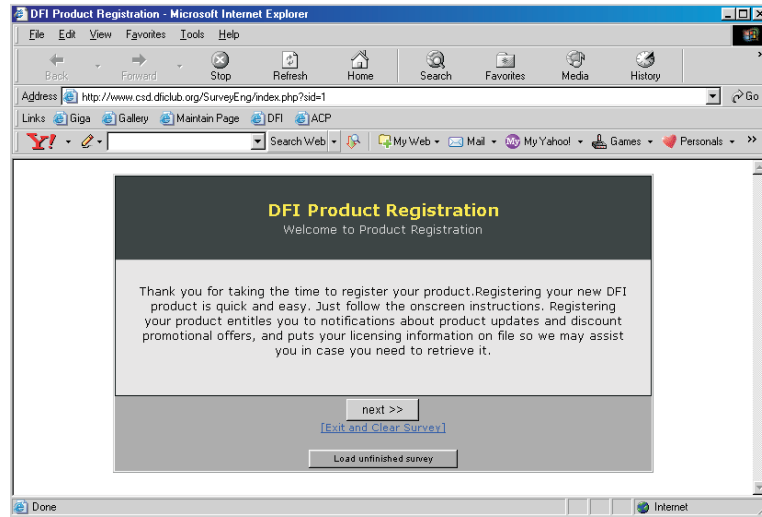 DFI Product Registration - Microsoft Internet Explorer
File Edit View Favorites Tools Help
Back Forward Stop Refresh Home Search Favorites Media History »
Address http://www.csd.dficlub.org/SurveyEng/index.php?sid=1 Go
Links Giga Gallery Maintain Page DFI ACP
Y! Search Web My Web Mail My Yahoo! Games Personals »
DFI Product Registration
Welcome to Product Registration
Thank you for taking the time to register your product.Registering your new DFI
product is quick and easy. Just follow the onscreen instructions. Registering
your product entitles you to notifications about product updates and discount
promotional offers, and puts your licensing information on file so we may assist
you in case you need to retrieve it.
next >>
[Exit and Clear Survey]
Load unfinished survey
Done Internet